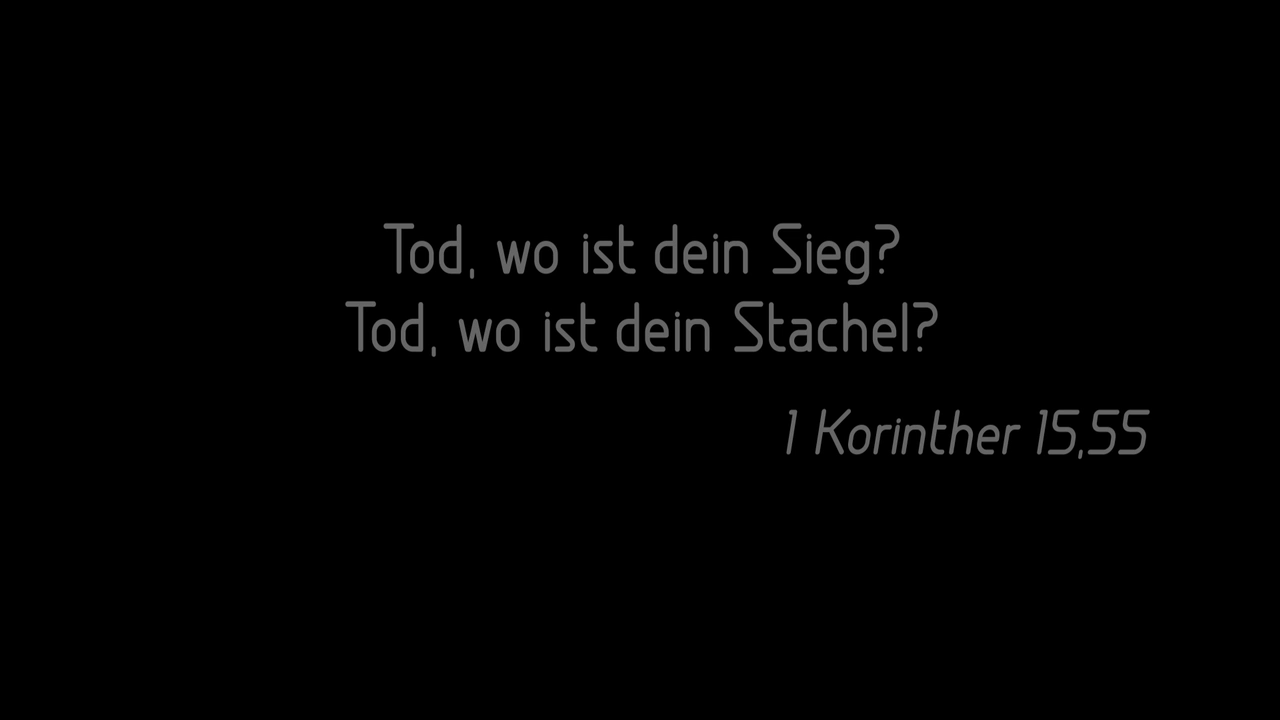 Tod, wo ist dein Sieg?
Tod, wo ist dein Stachel?
1 Korinther 15,55